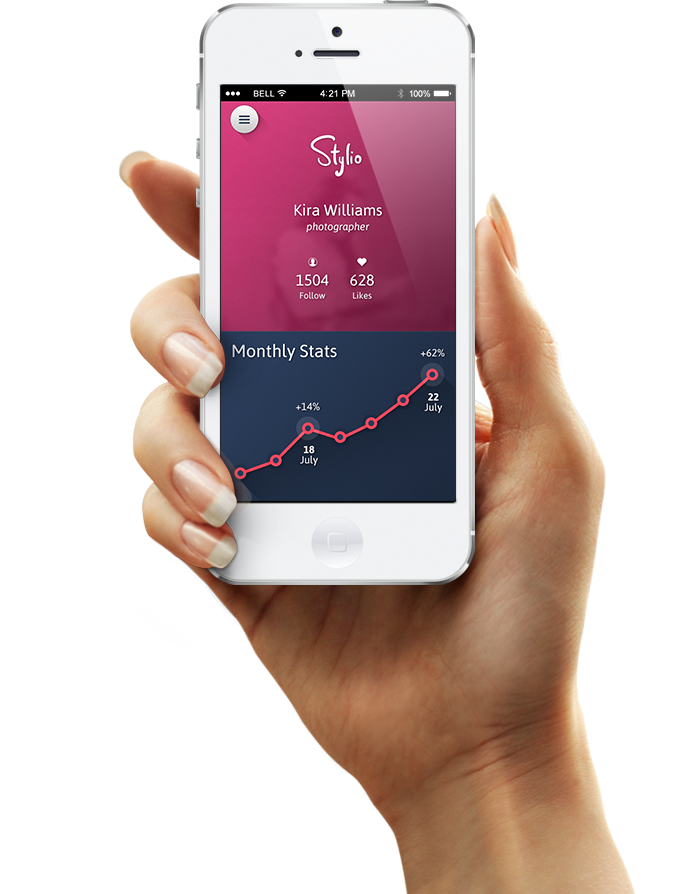 BELL 4:21 PM 100%
Stylio
Kira Williams
photographer
1504 628
Follow Likes
Monthly Stats
+62%
+14%
22
July
18
July